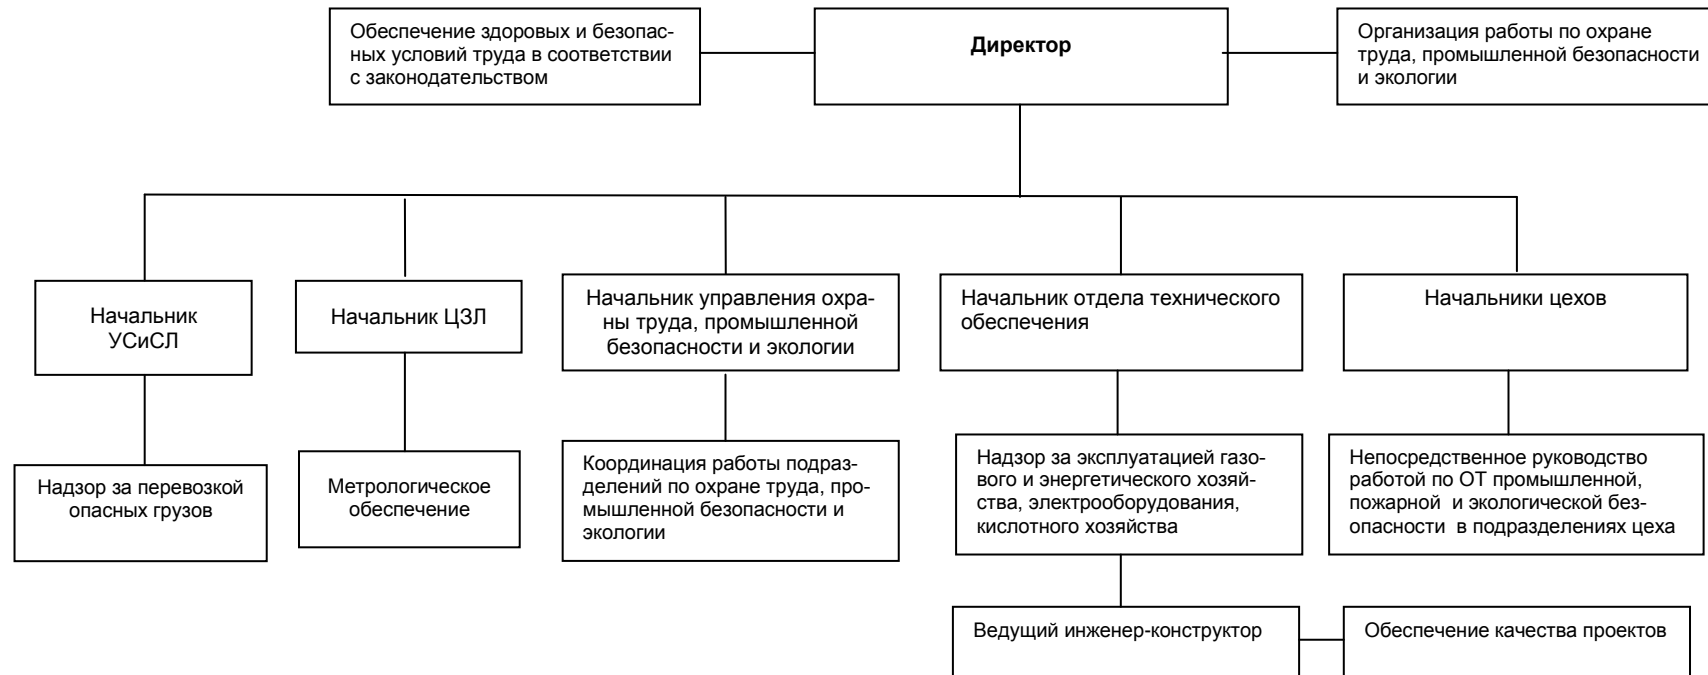 Обеспечение здоровых и безопас-
ных условий труда в соответствии
с законодательством
Директор
Организация работы по охране
труда, промышленной безопасности
и экологии
Начальник
УСиСЛ
Начальник ЦЗЛ
Начальник управления охра-
ны труда, промышленной
безопасности и экологии
Начальник отдела технического
обеспечения
Начальники цехов
Надзор за перевозкой
опасных грузов
Метрологическое
обеспечение
Координация работы подраз-
делений по охране труда, про-
мышленной безопасности и
экологии
Надзор за эксплуатацией газо-
вого и энергетического хозяй-
ства, электрооборудования,
кислотного хозяйства
Непосредственное руководство
работой по ОТ промышленной,
пожарной и экологической без-
опасности в подразделениях цеха
Ведущий инженер-конструктор
Обеспечение качества проектов